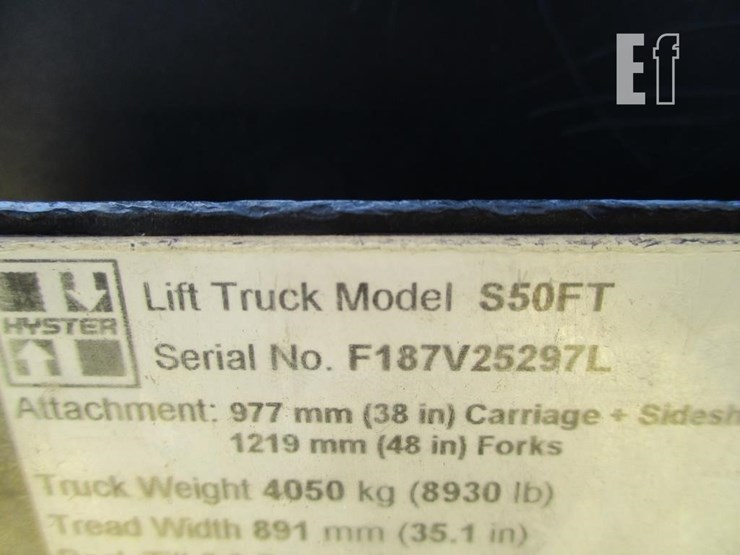 Ef
HYSTER
Lift Truck Model S50FT
Serial No. F187V25297L
Attachment: 977 mm (38 in) Carriage + Sidesh
1219 mm (48 in) Forks
Truck Weight 4050 kg (8930 lb)
Tread Width 891 mm (35.1 in)